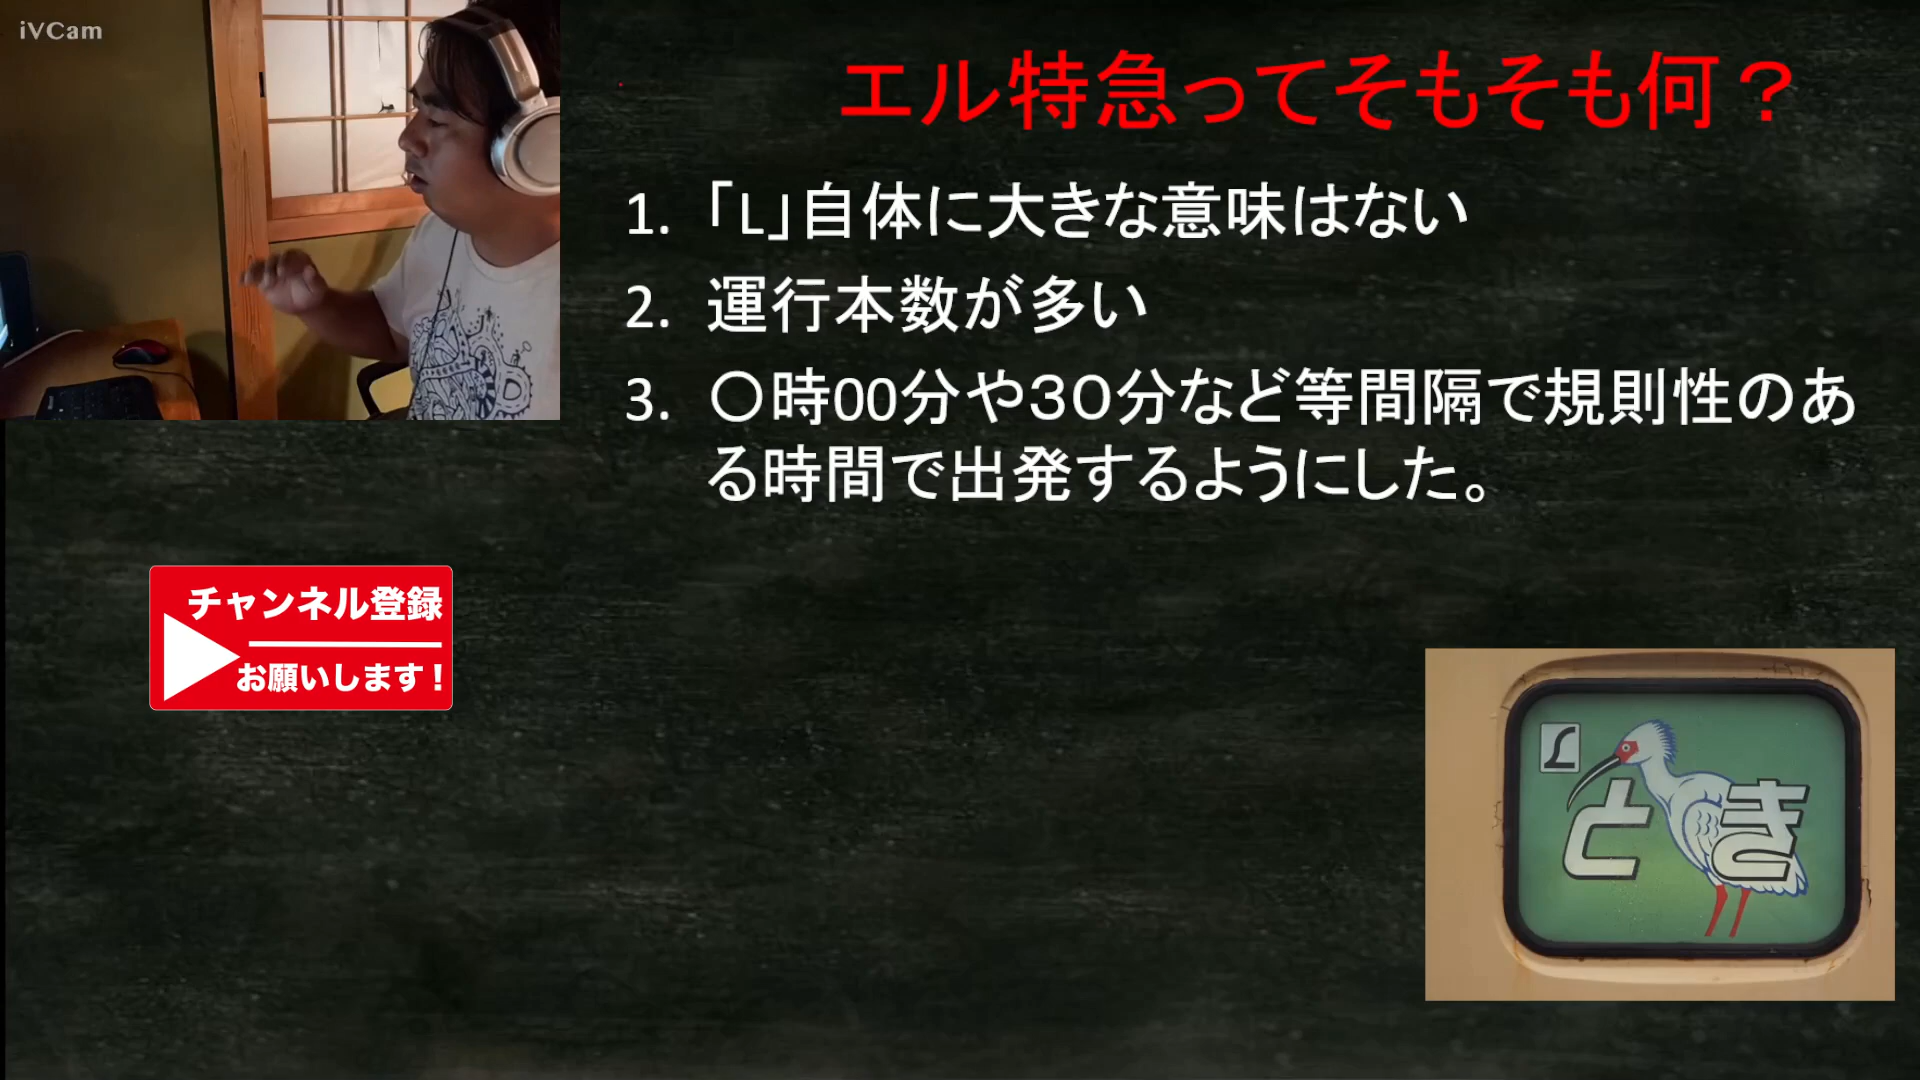 iVCam
エル特急ってそもそも何？
1. 「L」自体に大きな意味はない
2. 運行本数が多い
3. 〇時00分や３０分など等間隔で規則性のあ
る時間で出発するようにした。
チャンネル登録
お願いします！
L
とき